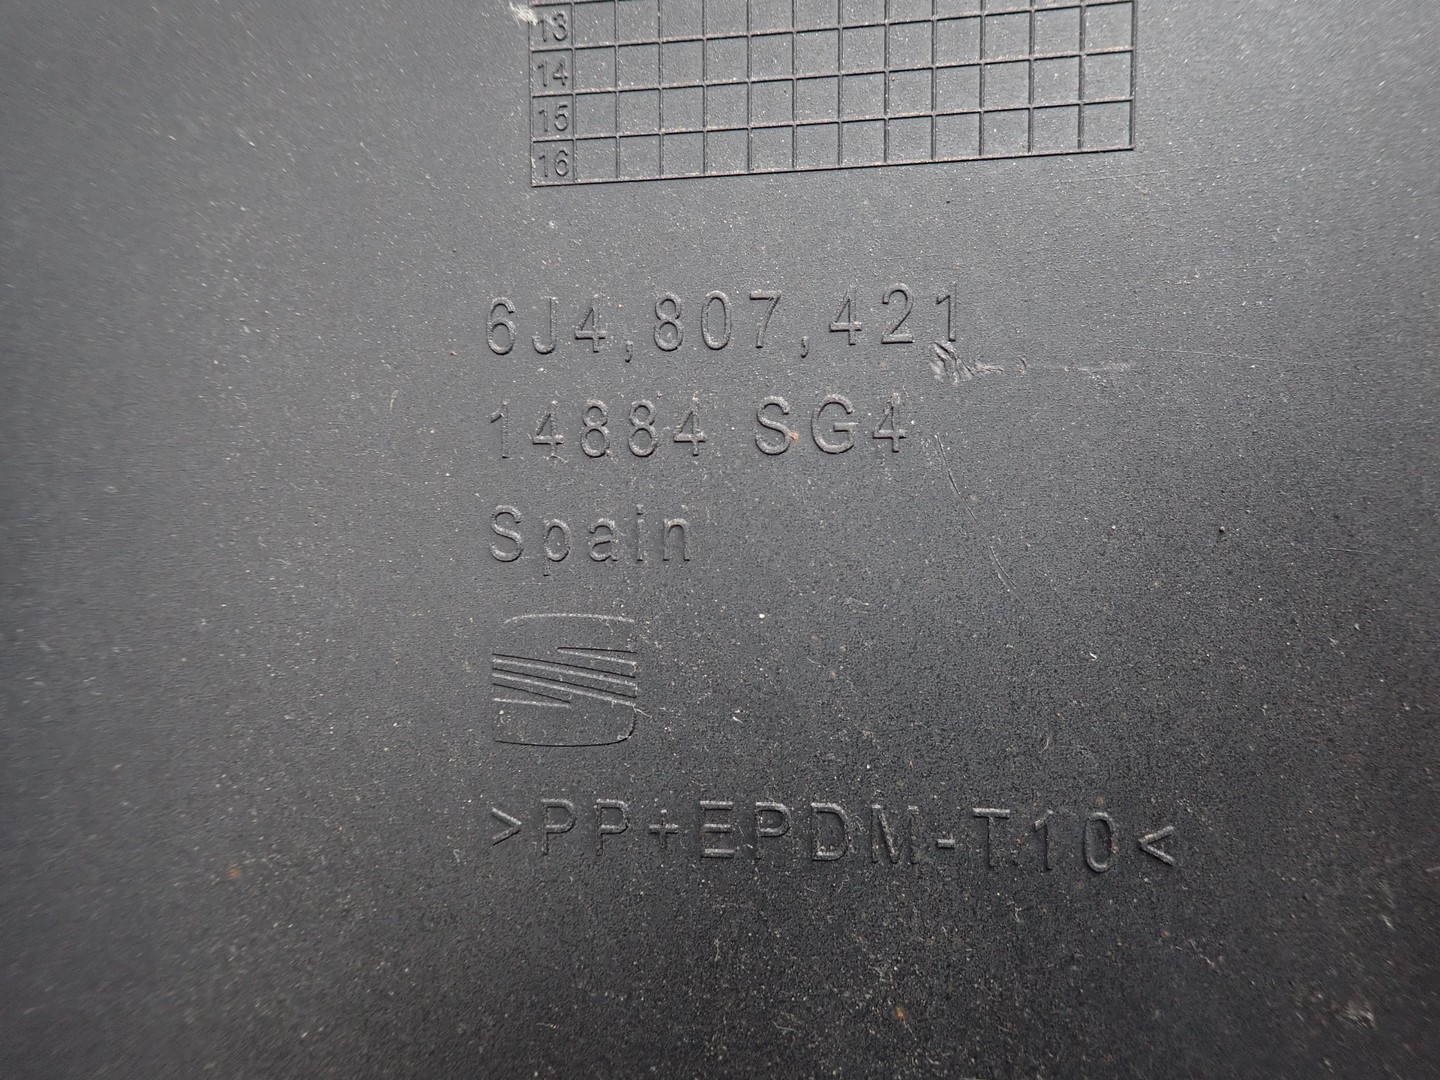 13
14
15
16
6J4,807,421
14884 SG4
Spain
>PP+EPDM-T10<